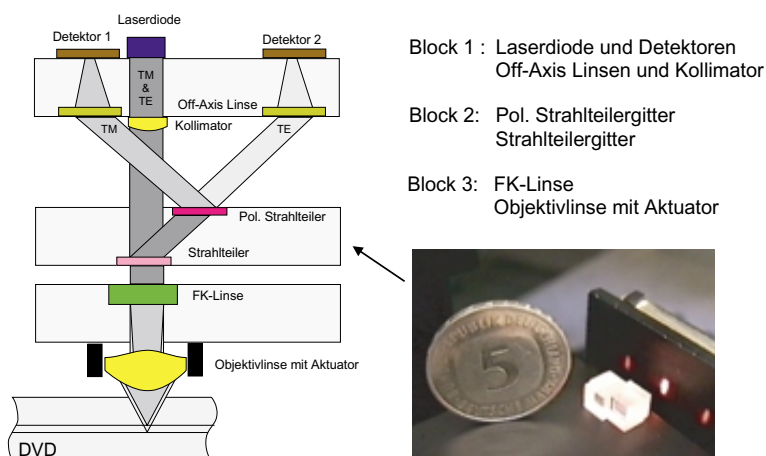 Laserdiode
Detektor 1
Detektor 2
TM
&
TE
Off-Axis Linse
Kollimator
TM
TE
Pol. Strahlteiler
Strahlteiler
FK-Linse
Objektivlinse mit Aktuator
DVD
Block 1 : Laserdiode und Detektoren
Off-Axis Linsen und Kollimator
Block 2: Pol. Strahlteilergitter
Strahlteilergitter
Block 3: FK-Linse
Objektivlinse mit Aktuator
5